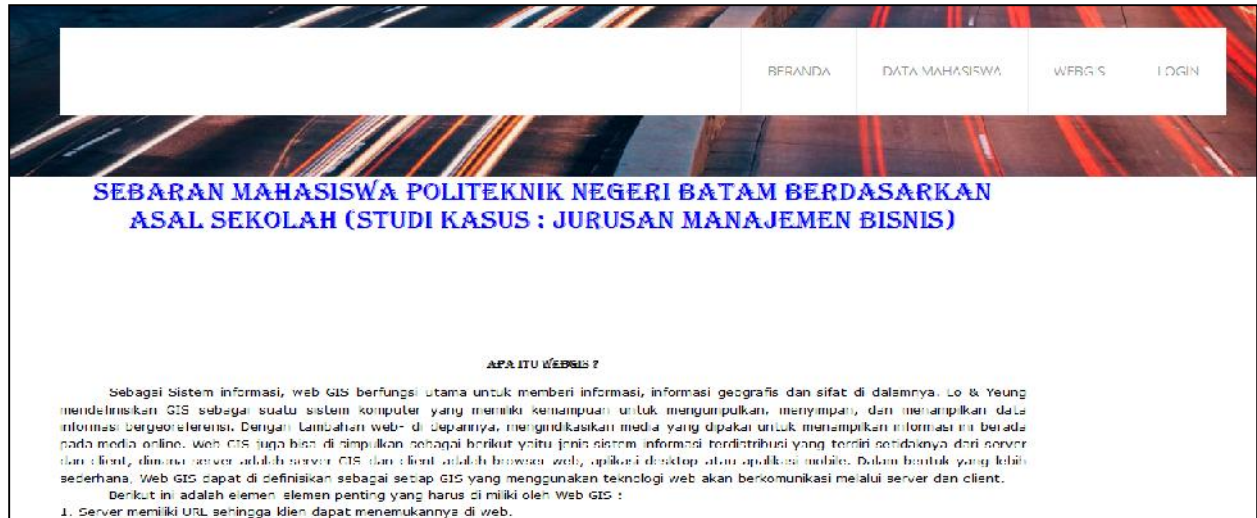 BERANDA DATA MAHASISWA WEBGIS LOGIN
SEBARAN MAHASISWA POLITEKNIK NEGERI BATAM BERDASARKAN
ASAL SEKOLAH (STUDI KASUS : JURUSAN MANAJEMEN BISNIS)
APA ITU WEBGIS ?
Sebagai Sistem informasi, web GIS berfungsi utama untuk memberi informasi, informasi geografis dan sifat di dalamnya. Lo & Yeung
mendefinisikan GIS sebagai suatu sistem komputer yang memiliki kemampuan untuk mengumpulkan, menyimpan, dan menampilkan data
informasi bergeoreferensi. Dengan tambahan web- di depannya, mengindikasikan media yang dipakai untuk menampilkan informasi ini berada
pada media online. Web GIS juga bisa di simpulkan sebagai berikut yaitu jenis sistem informasi terdistribusi yang terdiri setidaknya dari server
dan client, dimana server adalah server GIS dan client adalah browser web, aplikasi desktop atau apalikasi mobile. Dalam bentuk yang lebih
sederhana, Web GIS dapat di definisikan sebagai setiap GIS yang menggunakan teknologi web akan berkomunikasi melalui server dan client.
Berikut ini adalah elemen elemen penting yang harus di miliki oleh Web GIS :
1. Server memiliki URL sehingga klien dapat menemukannya di web.